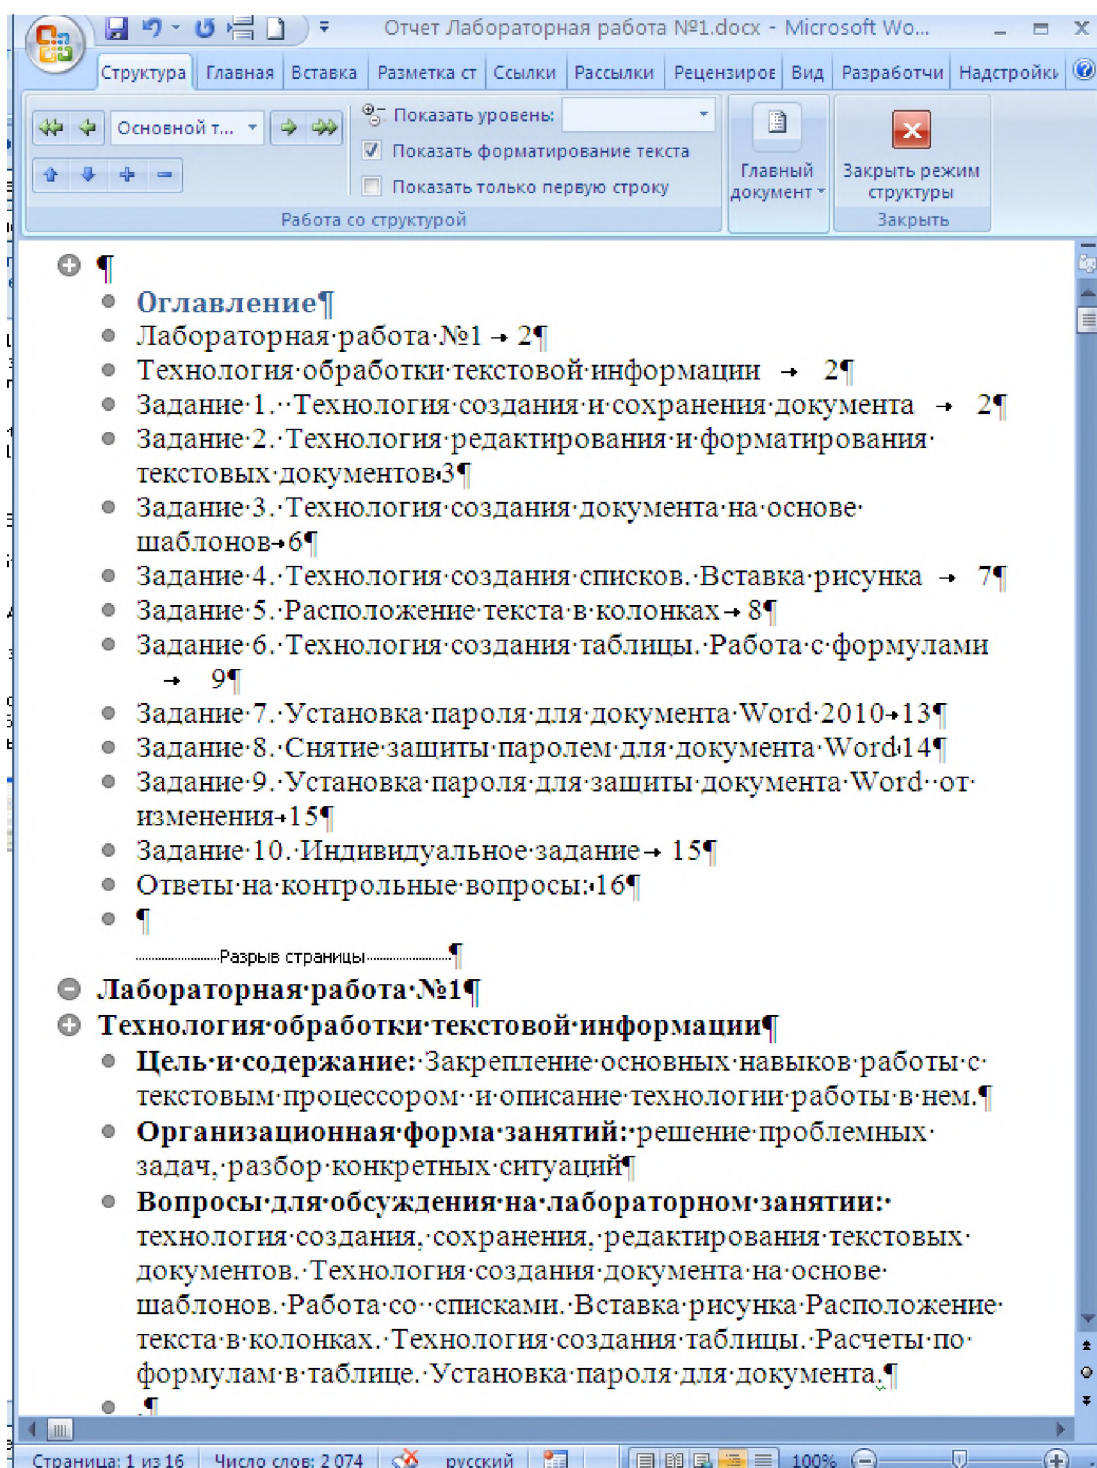 Отчет Лабораторная работа №1.docx - Microsoft Wo...
Структура Главная Вставка Разметка ст Ссылки Рассылки Рецензиров Вид Разработчи Надстройки
Основной т... Показать уровень:
Показать форматирование текста
Показать только первую строку
Главный документ
Закрыть режим структуры
Работа со структурой Закрыть
¶
Оглавление¶
Лабораторная·работа·№1 → 2¶
Технология·обработки·текстовой·информации → 2¶
Задание·1.··Технология·создания·и·сохранения·документа → 2¶
Задание·2.·Технология·редактирования·и·форматирования·
текстовых·документов→3¶
Задание·3.·Технология·создания·документа·на·основе·
шаблонов→6¶
Задание·4.·Технология·создания·списков.·Вставка·рисунка → 7¶
Задание·5.·Расположение·текста·в·колонках→ 8¶
Задание·6.·Технология·создания·таблицы.·Работа·с·формулами
→ 9¶
Задание·7.·Установка·пароля·для·документа·Word·2010→13¶
Задание·8.·Снятие·защиты·паролем·для·документа·Word→14¶
Задание·9.·Установка·пароля·для·защиты·документа·Word··от·
изменения→15¶
Задание·10.·Индивидуальное·задание→ 15¶
Ответы·на·контрольные·вопросы:→16¶
¶
Разрыв страницы¶
Лабораторная·работа·№1¶
Технология·обработки·текстовой·информации¶
Цель·и·содержание:·Закрепление·основных·навыков·работы·с·
текстовым·процессором··и·описание·технологии·работы·в·нем.¶
Организационная·форма·занятий:·решение·проблемных·
задач,·разбор·конкретных·ситуаций¶
Вопросы·для·обсуждения·на·лабораторном·занятии:·
технология·создания,·сохранения,·редактирования·текстовых·
документов.·Технология·создания·документа·на·основе·
шаблонов.·Работа·со··списками.·Вставка·рисунка·Расположение·
текста·в·колонках.·Технология·создания·таблицы.·Расчеты·по·
формулам·в·таблице.·Установка·пароля·для·документа.¶
.¶
Страница: 1 из 16 Число слов: 2 074 русский 100%